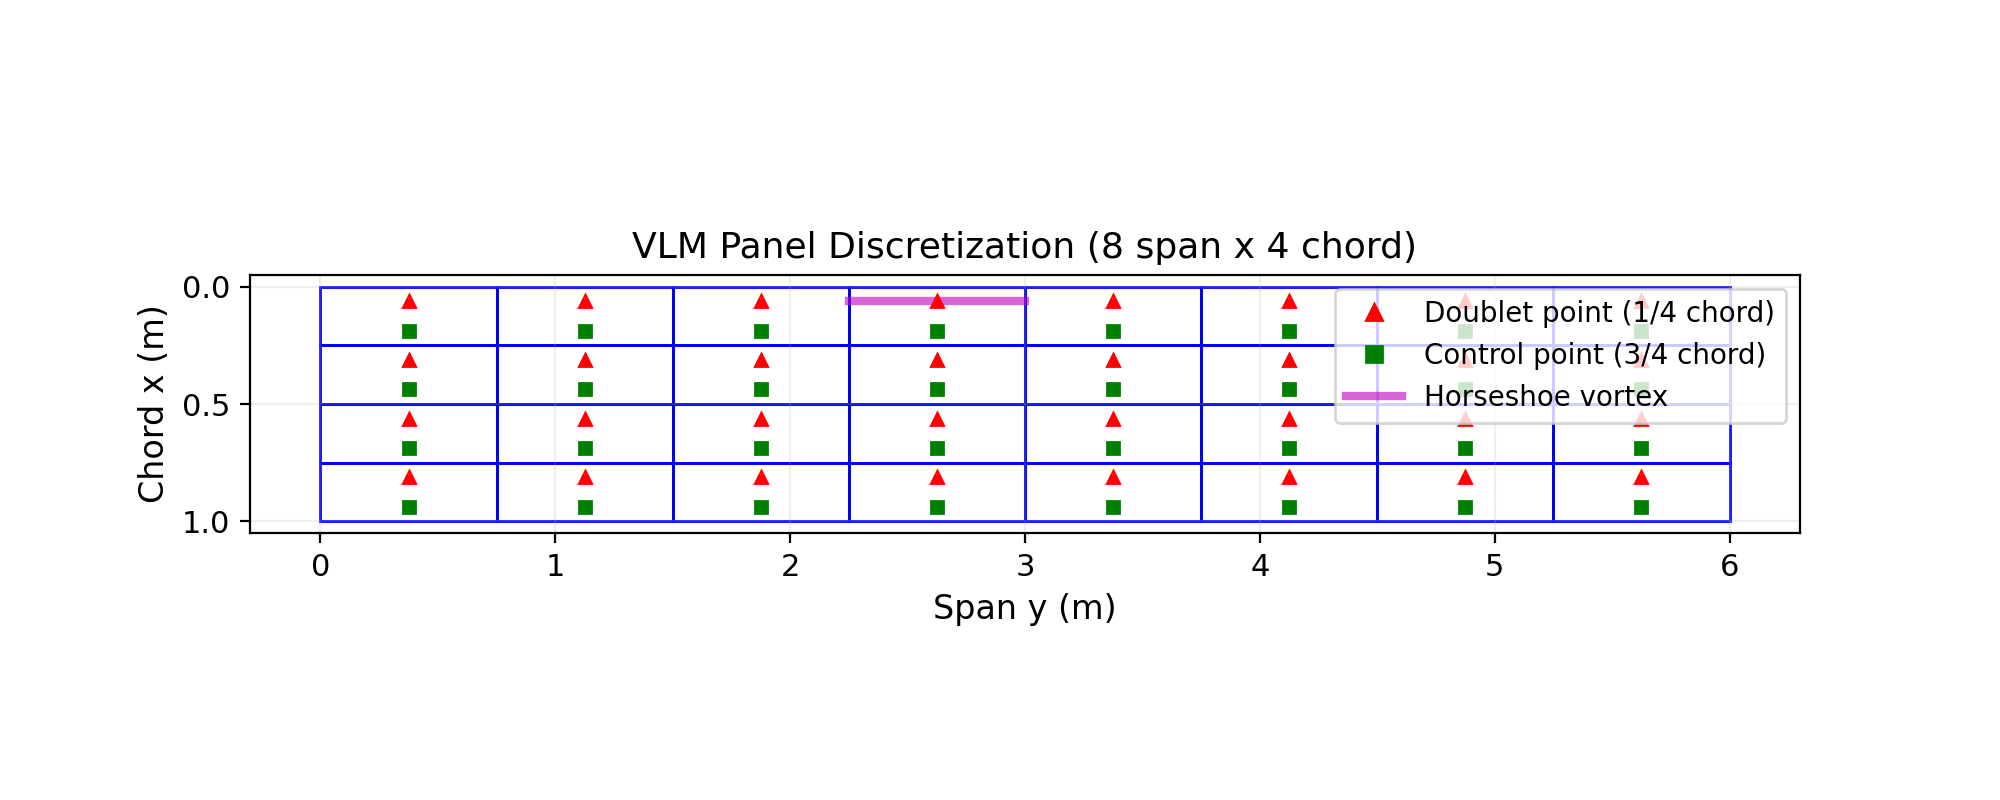 VLM Panel Discretization (8 span x 4 chord)
Doublet point (1/4 chord)
Control point (3/4 chord)
Horseshoe vortex
Chord x (m)
0.0
0.5
1.0
0 1 2 3 4 5 6
Span y (m)